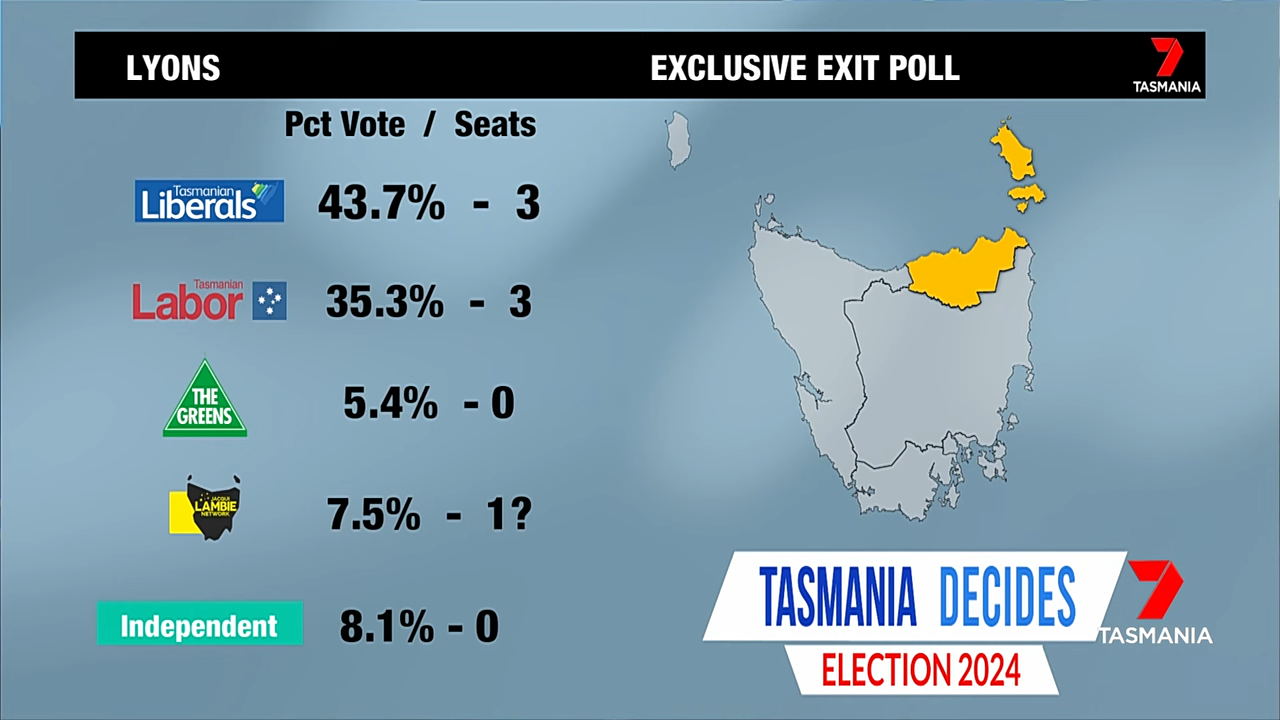 LYONS
EXCLUSIVE EXIT POLL
7
TASMANIA
Pct Vote / Seats
Tasmanian
Liberals
43.7% - 3
Tasmanian
Labor
35.3% - 3
THE
GREENS
5.4% - 0
JACQUI
LAMBIE
NETWORK
7.5% - 1?
Independent
8.1% - 0
TASMANIA DECIDES
ELECTION 2024
7
TASMANIA